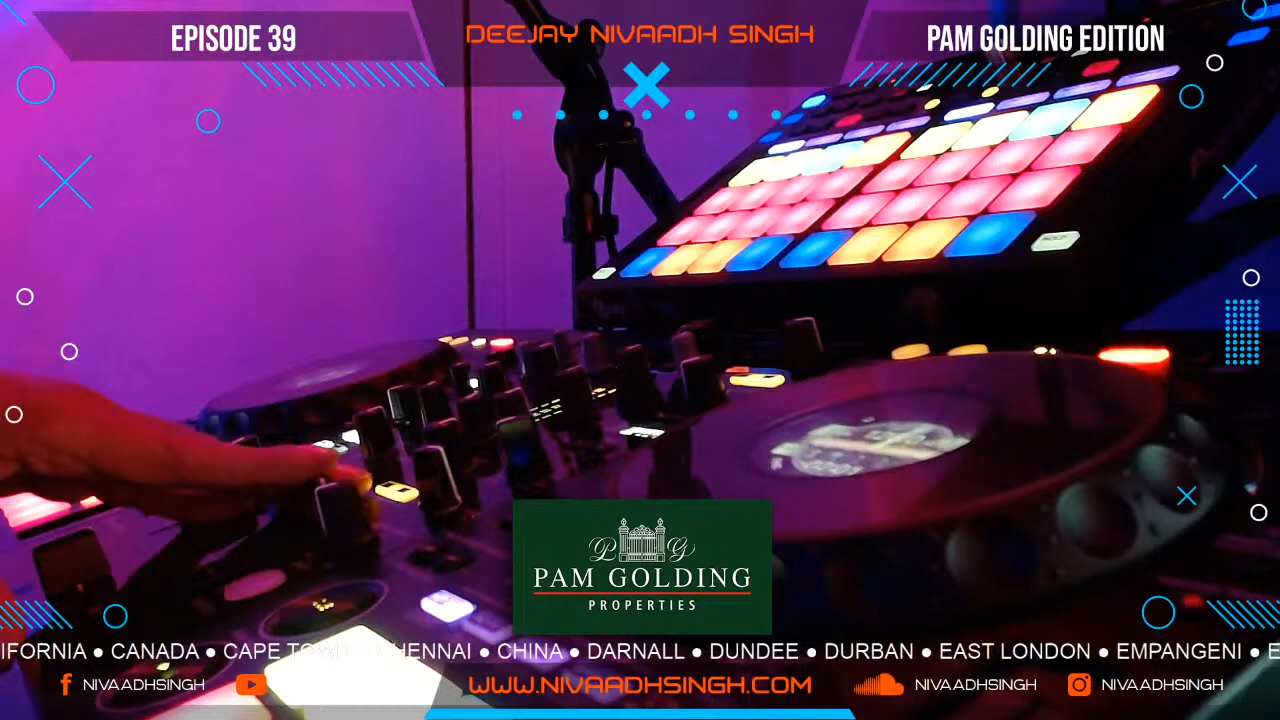 EPISODE 39
DEEJAY NIVAADH SINGH
PAM GOLDING EDITION
P G
PAM GOLDING
PROPERTIES
IFORNIA ● CANADA ● CAPE TOWN ● CHENNAI ● CHINA ● DARNALL ● DUNDEE ● DURBAN ● EAST LONDON ● EMPANGENI ● E
NIVAADHSINGH
WWW.NIVAADHSINGH.COM
NIVAADHSINGH
NIVAADHSINGH